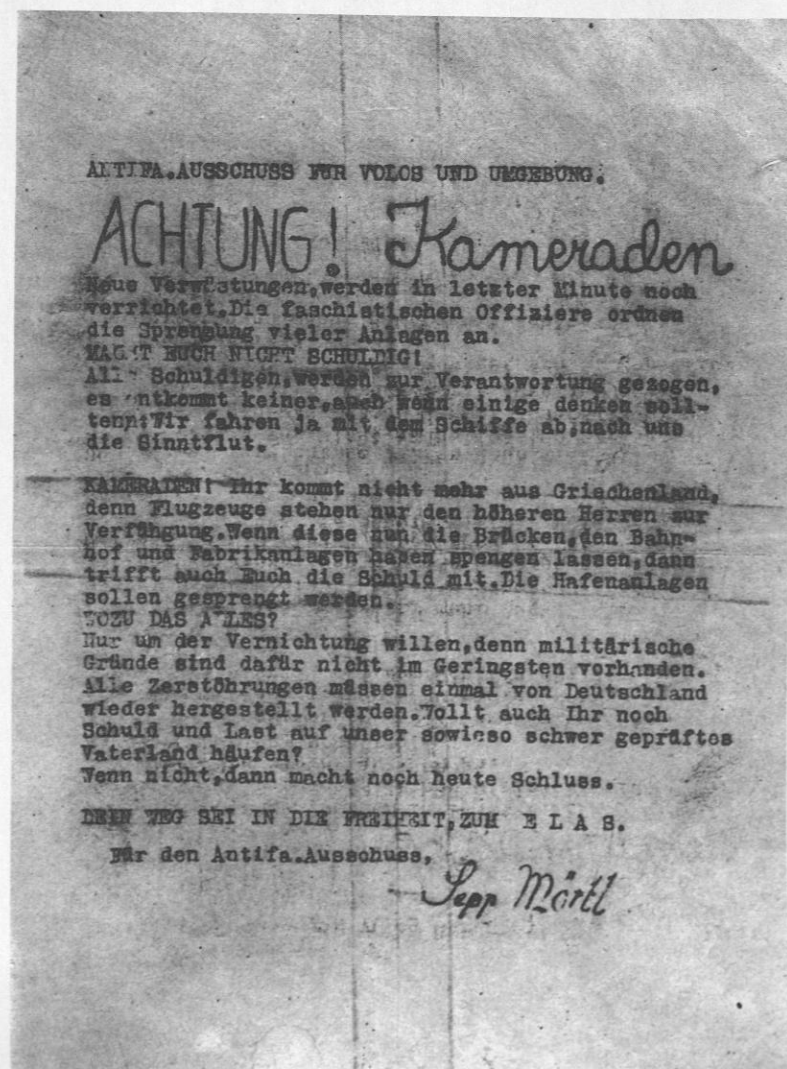 ANTIFA.AUSSCHUSS FUR VOLOS UND UMGEBUNG.
ACHTUNG! Kameraden
Neue Verwüstungen,werden in letzter Minute noch
verrichtet.Die faschistischen Offiziere ordnen
die Sprengung vieler Anlagen an.
MACHT EUCH NICHT SCHULDIG!
Alle Schuldigen,werden zur Verantwortung gezogen,
es entkommt keiner,auch wenn einige denken soll-
tenn:Wir fahren ja mit dem Schiffe ab,nach uns
die Sinntflut.
KAMERADEN! Ihr kommt nicht mehr aus Griechenland,
denn Flugzeuge stehen nur den höheren Herren zur
Verfühgung.Wenn diese nun die Brücken,den Bahn-
hof und Fabrikanlagen haben spengen lassen,dann
trifft auch Euch die Schuld mit.Die Hafenanlagen
sollen gesprengt werden.
WOZU DAS ALLES?
Nur um der Vernichtung willen,denn militärische
Gründe sind dafür nicht im Geringsten vorhanden.
Alle Zerstöhrungen müssen einmal von Deutschland
wieder hergestellt werden.Wollt auch Ihr noch
Schuld und Last auf unser sowieso schwer geprüftes
Vaterland häufen?
Wenn nicht,dann macht noch heute Schluss.
DEIN WEG SEI IN DIE FREIHEIT,ZUM E L A S.
Für den Antifa.Ausschuss,
Sepp Mörtl